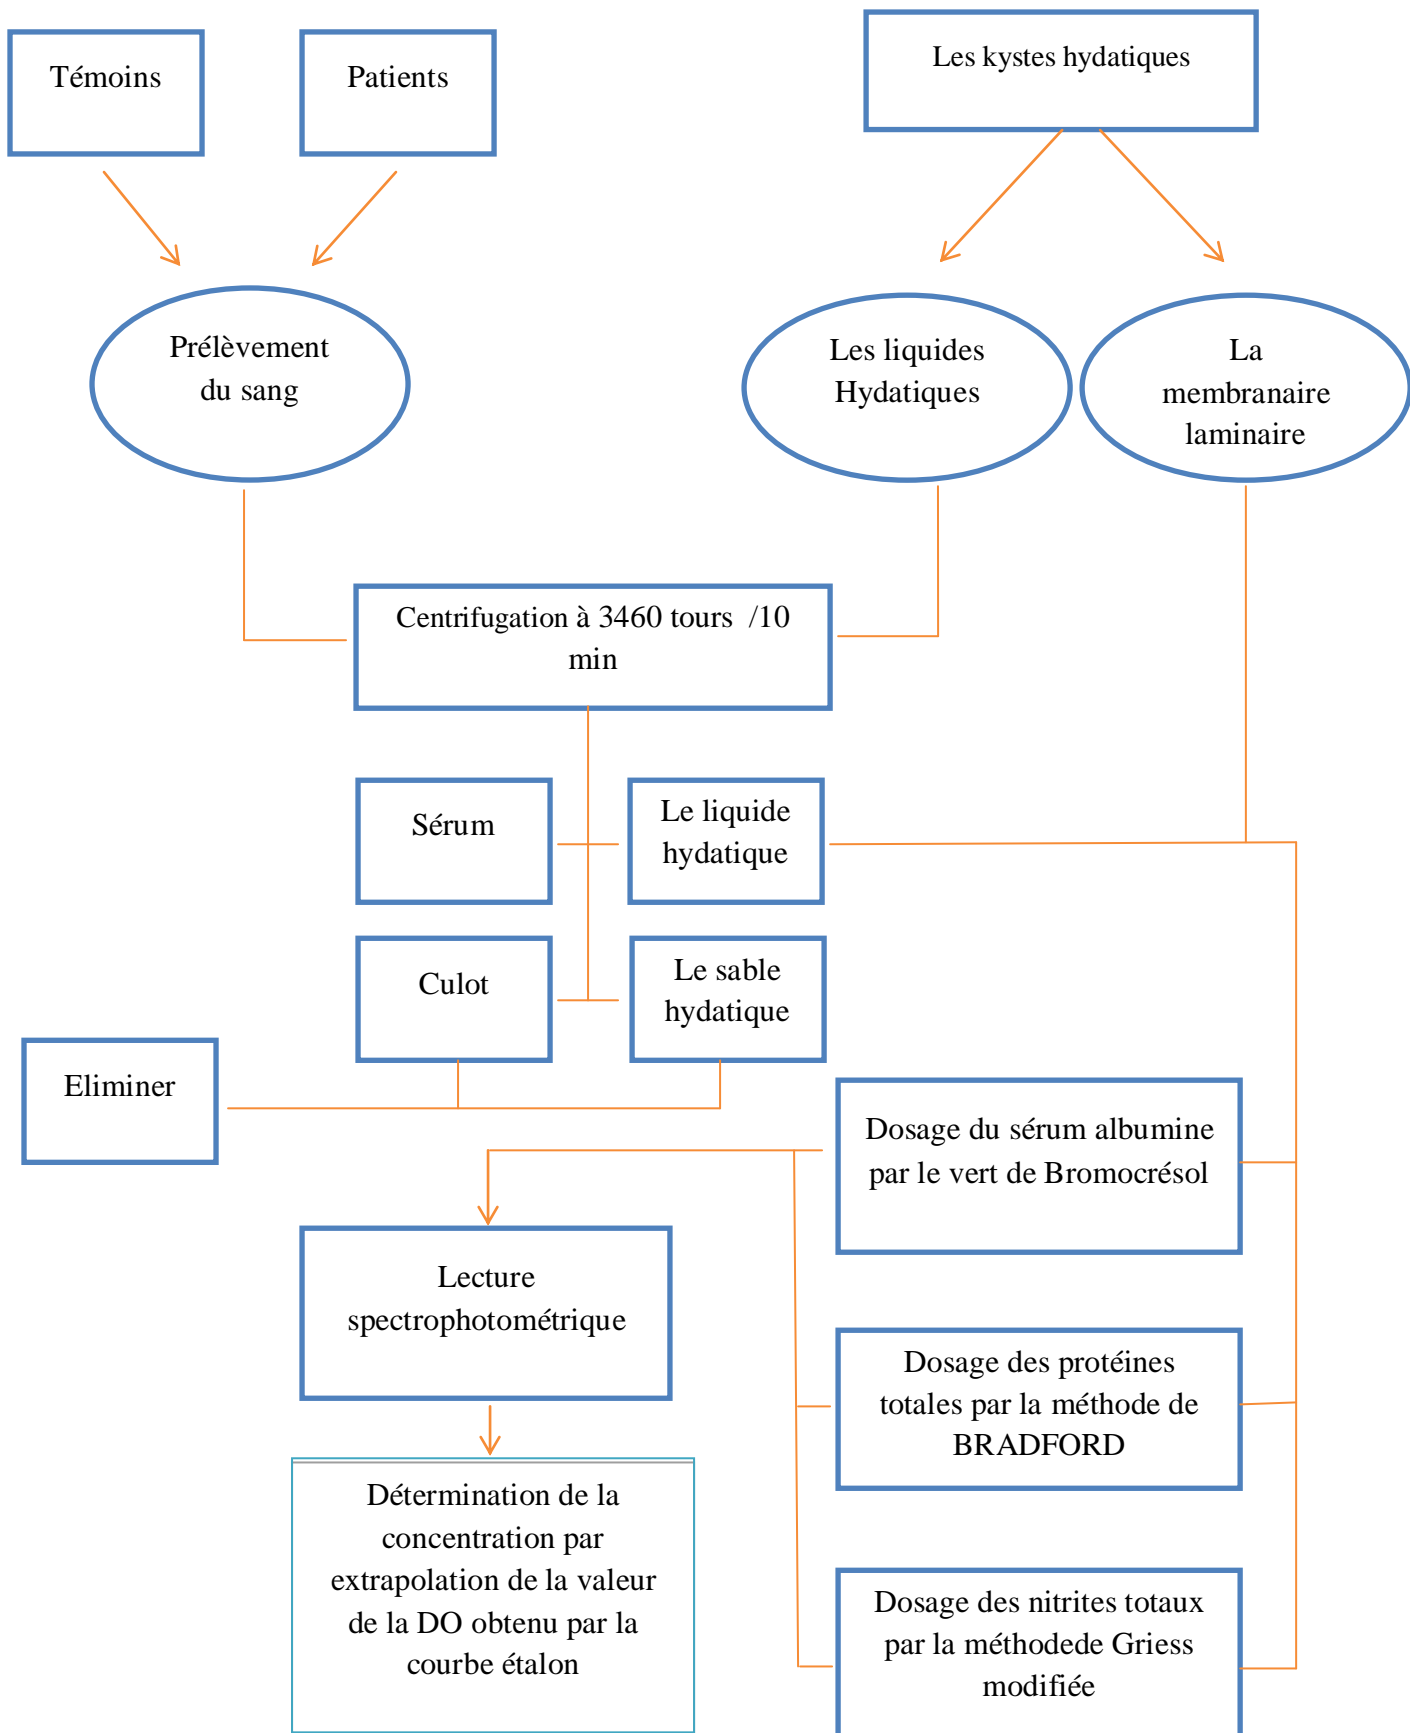 Témoins
Patients
Les kystes hydatiques
Prélèvement
du sang
Les liquides
Hydatiques
La
membranaire
laminaire
Centrifugation à 3460 tours /10
min
Sérum
Le liquide
hydatique
Culot
Le sable
hydatique
Eliminer
Dosage du sérum albumine
par le vert de Bromocrésol
Lecture
spectrophotométrique
Dosage des protéines
totales par la méthode de
BRADFORD
Détermination de la
concentration par
extrapolation de la valeur
de la DO obtenu par la
courbe étalon
Dosage des nitrites totaux
par la méthodede Griess
modifiée